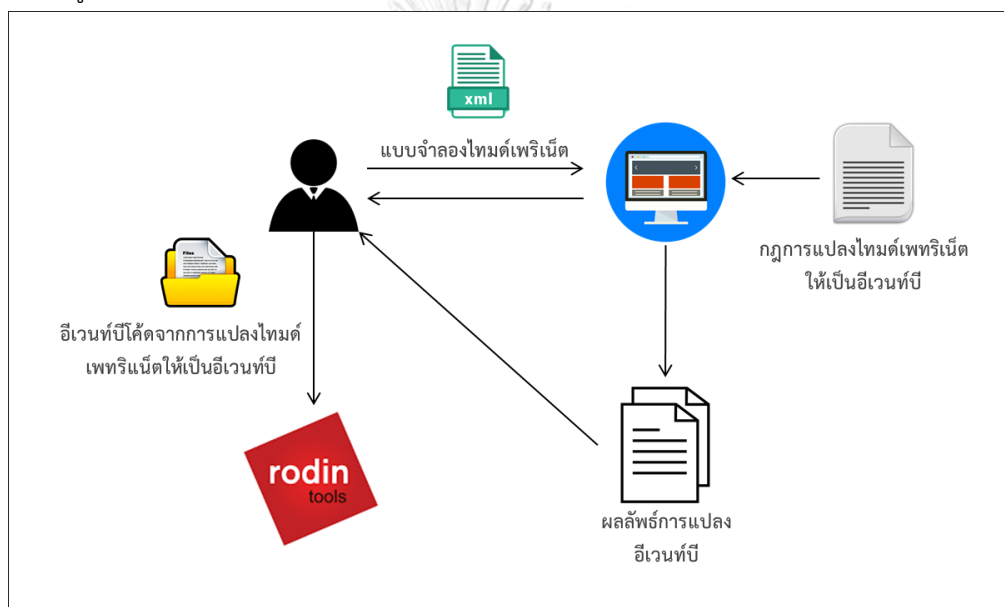 xml
แบบจำลองไทมด์เพริเน็ต
กฎการแปลงไทมด์เพทริเน็ต
ให้เป็นอีเวนท์บี
Files
อีเวนท์บีโค้ดจากการแปลงไทมด์
เพทริแน็ตให้เป็นอีเวนท์บี
rodin
tools
ผลลัพธ์การแปลง
อีเวนท์บี